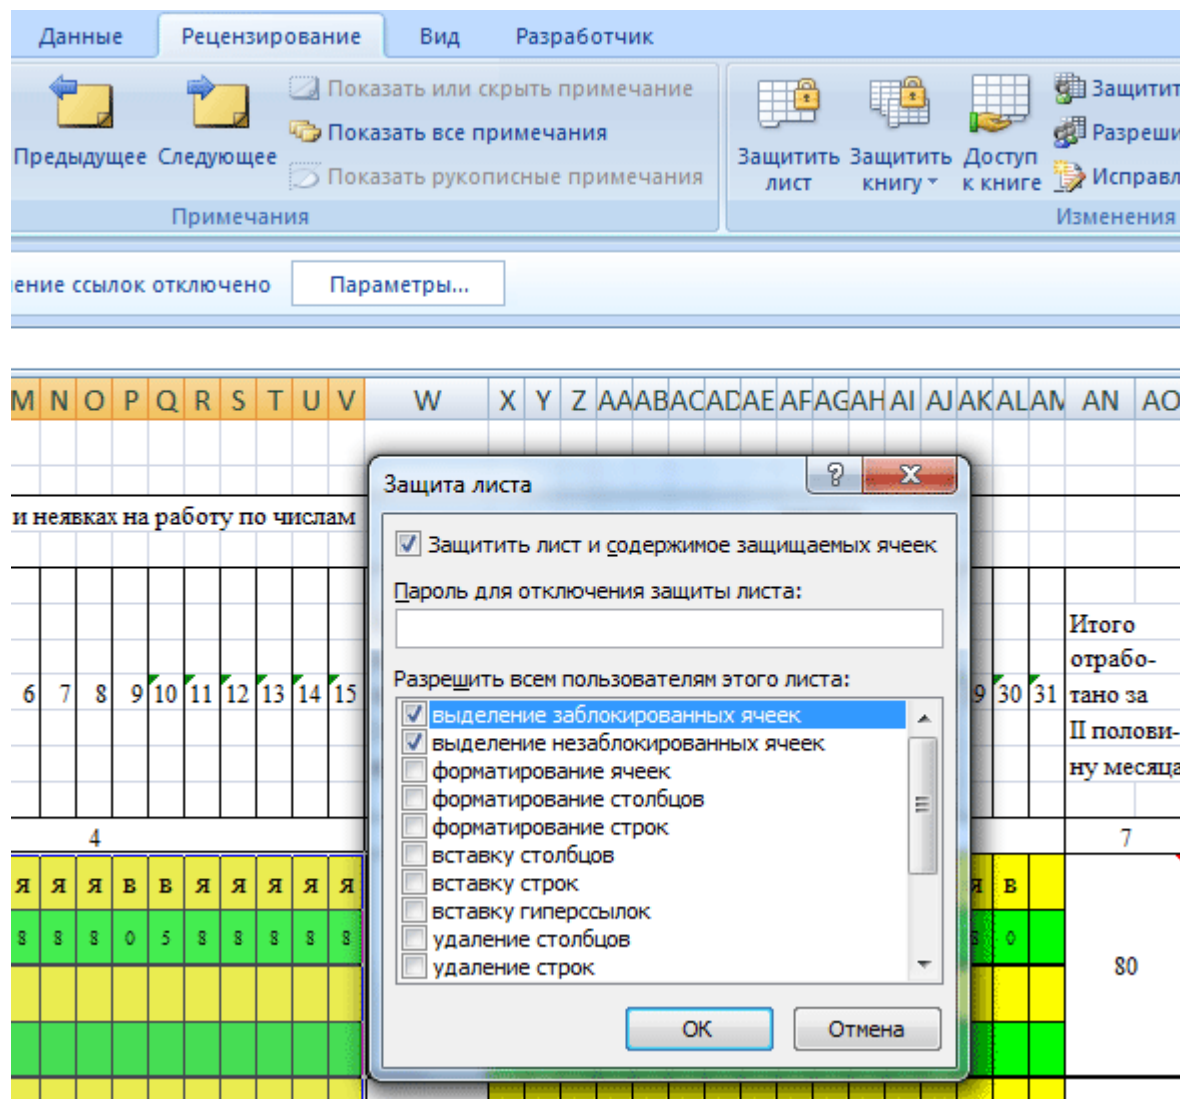 Данные Рецензирование Вид Разработчик
Показать или скрыть примечание
Показать все примечания
Показать рукописные примечания
Предыдущее Следующее
Примечания
Защитить лист
Защитить книгу
Доступ к книге
Защитит
Разреши
Исправл
Изменения
ение ссылок отключено Параметры...
M N O P Q R S T U V W X Y Z AA AB AC AD AE AF AG AH AI AJ AK AL AM AN AO
и неявках на работу по числам
6 7 8 9 10 11 12 13 14 15
Защита листа
Защитить лист и содержимое защищаемых ячеек
Пароль для отключения защиты листа:
Разрешить всем пользователям этого листа:
выделение заблокированных ячеек
выделение незаблокированных ячеек
форматирование ячеек
форматирование столбцов
форматирование строк
вставку столбцов
вставку строк
вставку гиперссылок
удаление столбцов
удаление строк
ОК Отмена
9 30 31
Итого
отрабо-
тано за
II полови-
ну месяца
4 7
я я я в в я я я я я я в
8 8 8 0 5 8 8 8 8 8 8 0
80